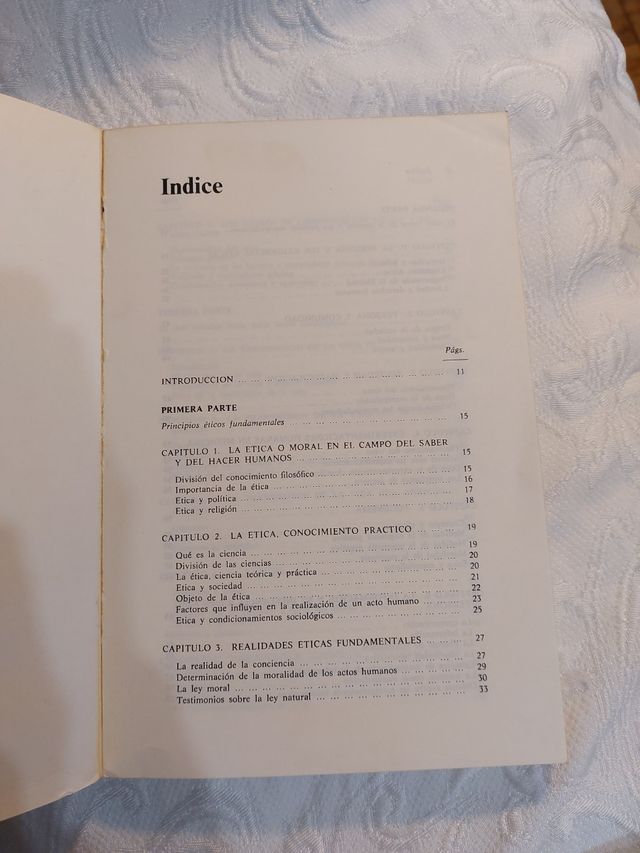 Indice
Págs.
INTRODUCCION ... ... ... ... ... ... ... ... ... ... ... ... ... ... ... 11
PRIMERA PARTE
Principios éticos fundamentales ... ... ... ... ... ... ... ... ... ... ... 15
CAPITULO 1. LA ETICA O MORAL EN EL CAMPO DEL SABER
Y DEL HACER HUMANOS ... ... ... ... ... ... ... ... ... ... 15
División del conocimiento filosófico ... ... ... ... ... ... ... ... ... 15
Importancia de la ética ... ... ... ... ... ... ... ... ... ... ... ... 16
Etica y política ... ... ... ... ... ... ... ... ... ... ... ... ... ... 17
Etica y religión ... ... ... ... ... ... ... ... ... ... ... ... ... ... 18
CAPITULO 2. LA ETICA, CONOCIMIENTO PRACTICO ... ... ... ... 19
Qué es la ciencia ... ... ... ... ... ... ... ... ... ... ... ... ... 19
División de las ciencias ... ... ... ... ... ... ... ... ... ... ... ... 20
La ética, ciencia teórica y práctica ... ... ... ... ... ... ... ... ... 20
Etica y sociedad ... ... ... ... ... ... ... ... ... ... ... ... ... ... 21
Objeto de la ética ... ... ... ... ... ... ... ... ... ... ... ... ... 22
Factores que influyen en la realización de un acto humano ... ... ... 23
Etica y condicionamientos sociológicos ... ... ... ... ... ... ... ... 25
CAPITULO 3. REALIDADES ETICAS FUNDAMENTALES ... ... ... 27
La realidad de la conciencia ... ... ... ... ... ... ... ... ... ... ... 27
Determinación de la moralidad de los actos humanos ... ... ... ... ... 29
La ley moral ... ... ... ... ... ... ... ... ... ... ... ... ... ... ... 30
Testimonios sobre la ley natural ... ... ... ... ... ... ... ... ... ... 33